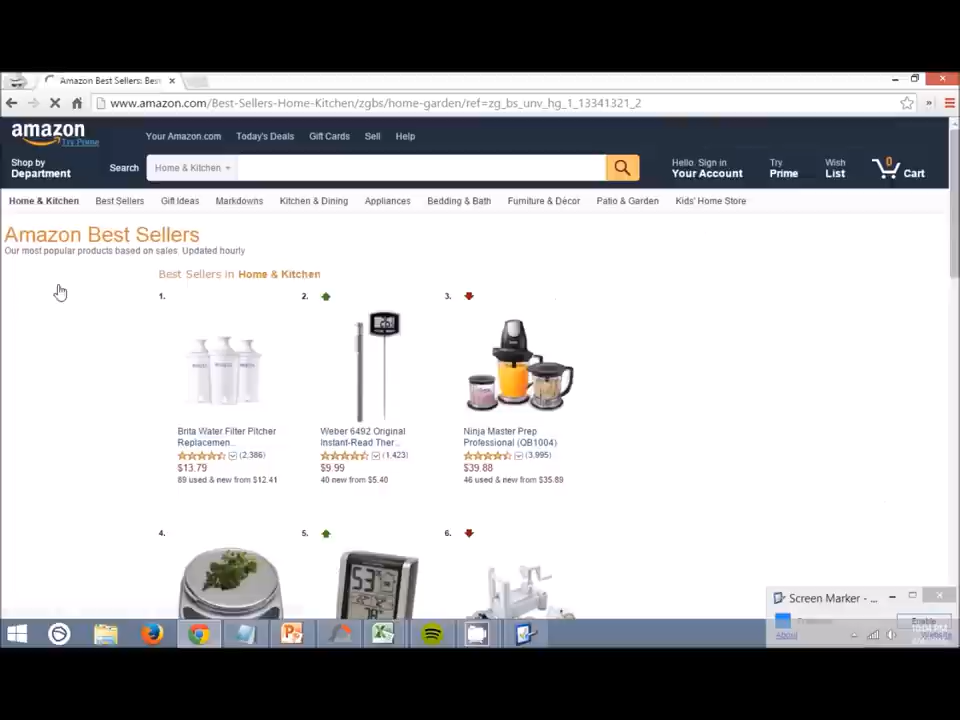 Amazon Best Sellers: Bes
www.amazon.com/Best-Sellers-Home-Kitchen/zgbs/home-garden/ref=zg_bs_unv_hg_1_13341321_2
amazon
Try Prime
Your Amazon.com Today's Deals Gift Cards Sell Help
Shop by
Department
Search Home & Kitchen
Hello. Sign in
Your Account
Try
Prime
Wish
List
0
Cart
Home & Kitchen Best Sellers Gift Ideas Markdowns Kitchen & Dining Appliances Bedding & Bath Furniture & Décor Patio & Garden Kids' Home Store
Amazon Best Sellers
Our most popular products based on sales. Updated hourly
Best Sellers in Home & Kitchen
1.
Brita Water Filter Pitcher
Replacemen...
(2,386)
$13.79
89 used & new from $12.41
2.
Weber 6492 Original
Instant-Read Ther...
(1,423)
$9.99
40 new from $5.40
3.
Ninja Master Prep
Professional (QB1004)
(3,995)
$39.88
46 used & new from $35.89
4.
5.
53%
78
6.
Screen Marker - ...
Enable
About
Website